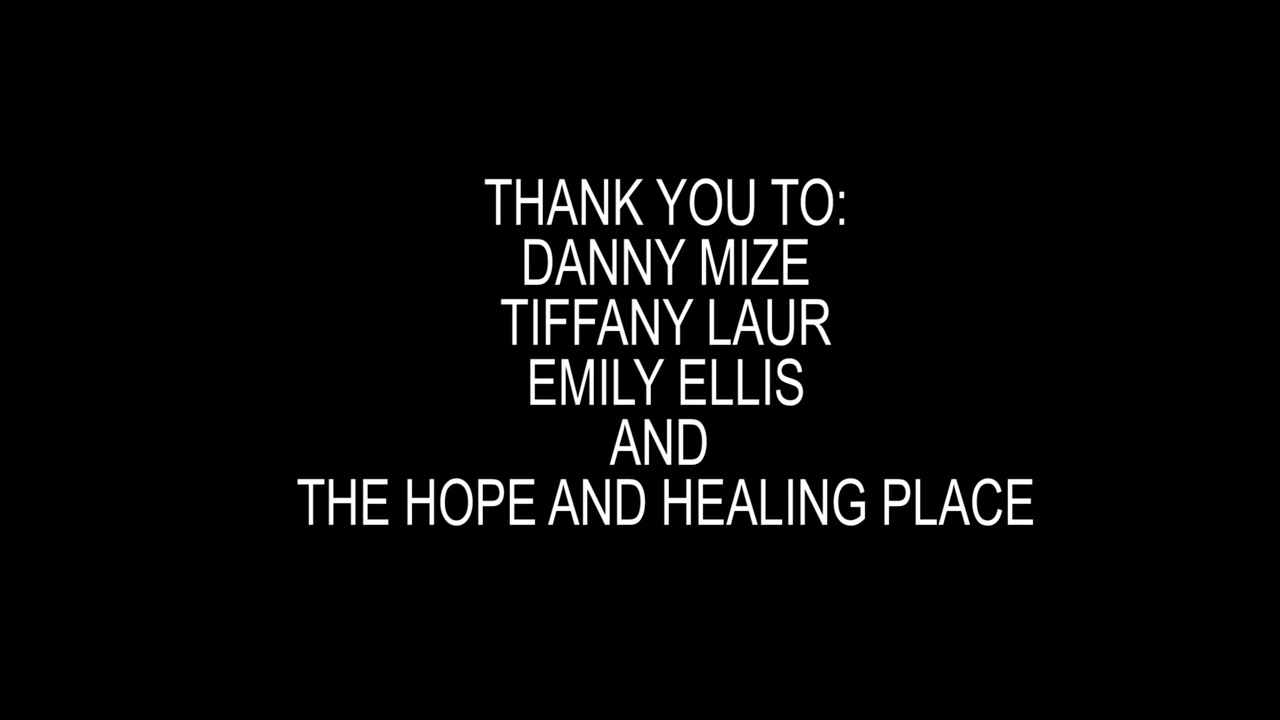 THANK YOU TO:
DANNY MIZE
TIFFANY LAUR
EMILY ELLIS
AND
THE HOPE AND HEALING PLACE